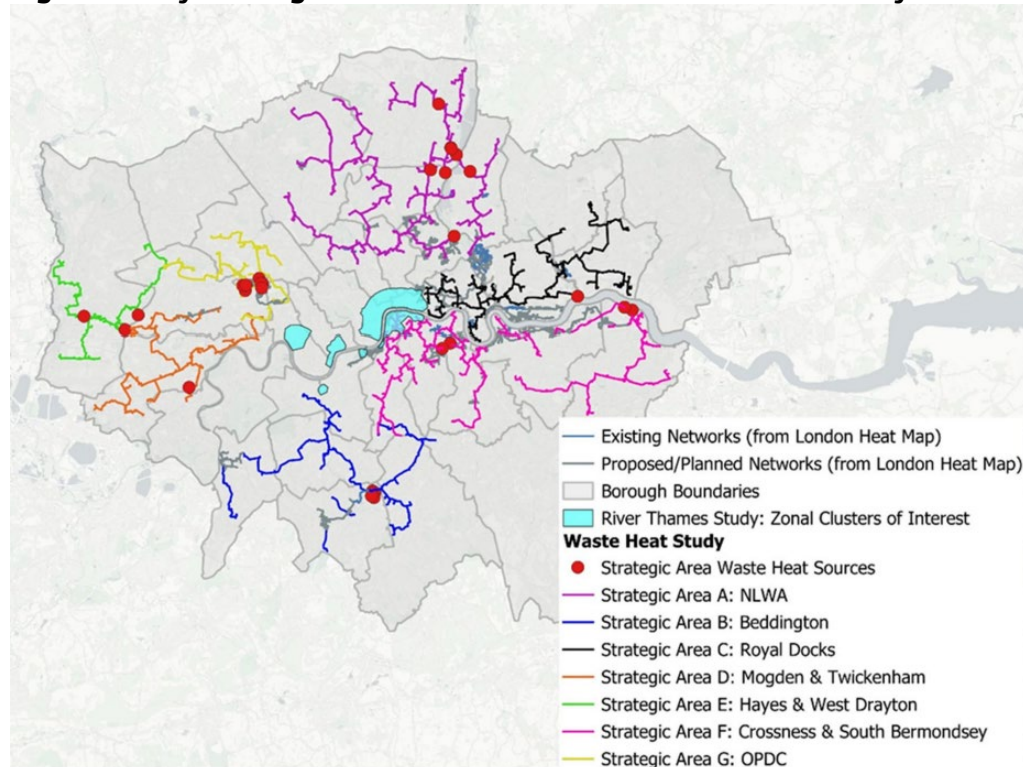 Existing Networks (from London Heat Map)
Proposed/Planned Networks (from London Heat Map)
Borough Boundaries
River Thames Study: Zonal Clusters of Interest
Waste Heat Study
Strategic Area Waste Heat Sources
Strategic Area A: NLWA
Strategic Area B: Beddington
Strategic Area C: Royal Docks
Strategic Area D: Mogden & Twickenham
Strategic Area E: Hayes & West Drayton
Strategic Area F: Crossness & South Bermondsey
Strategic Area G: OPDC